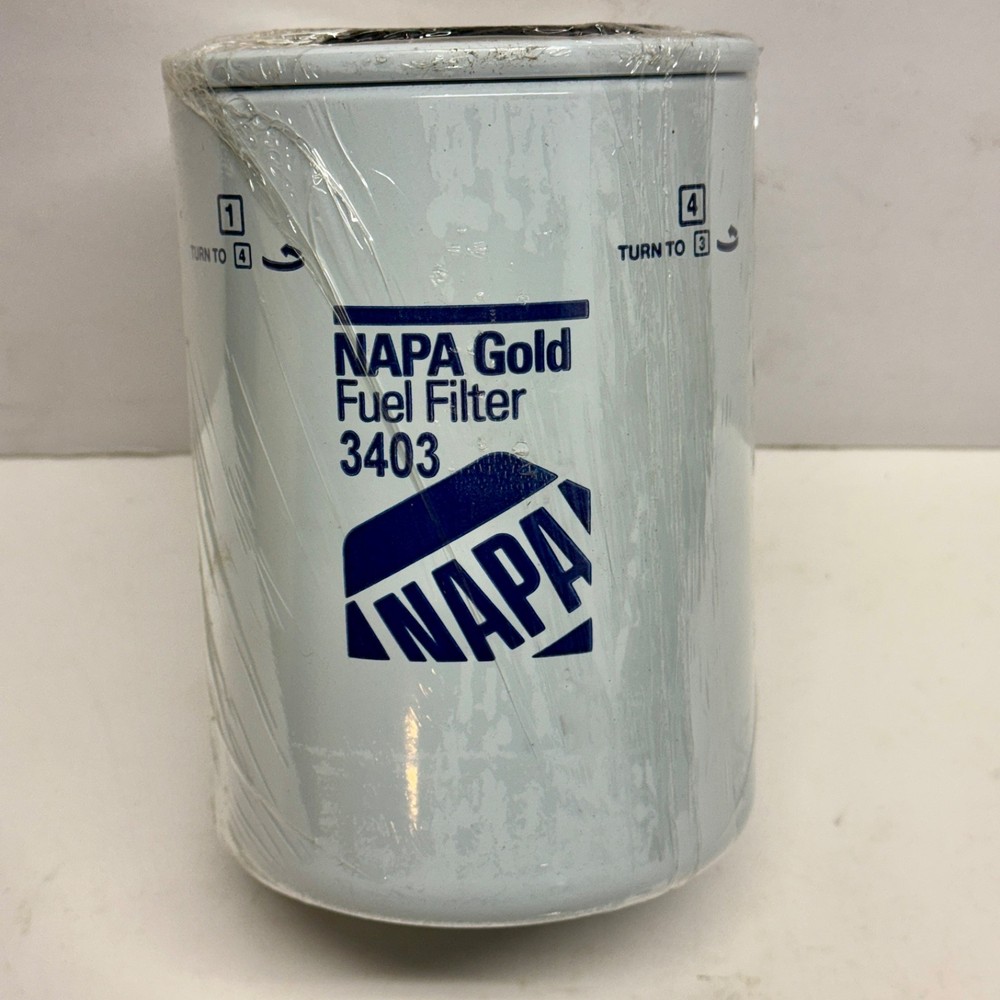 1
TURN TO 4
4
TURN TO 3
NAPA Gold
Fuel Filter
3403
NAPA